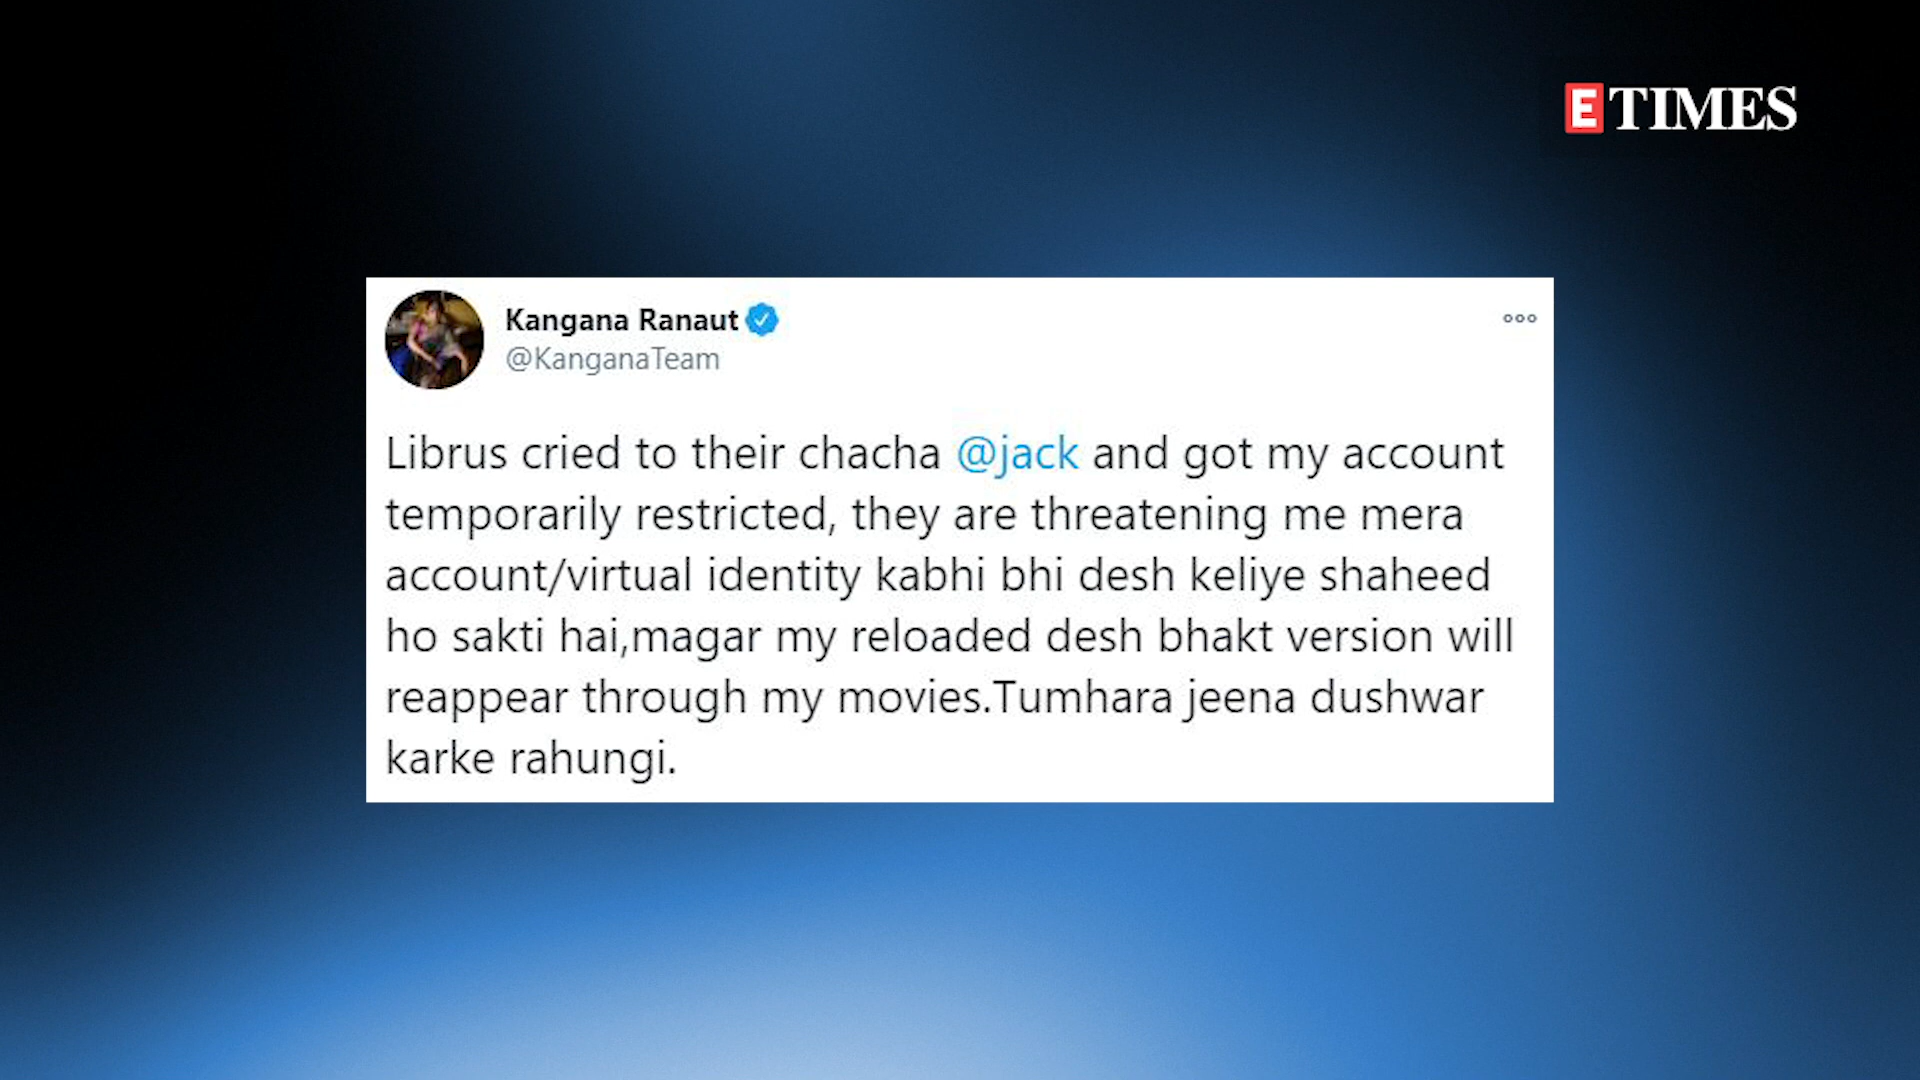 ETIMES
Kangana Ranaut
@KanganaTeam
Librus cried to their chacha @jack and got my account
temporarily restricted, they are threatening me mera
account/virtual identity kabhi bhi desh keliye shaheed
ho sakti hai,magar my reloaded desh bhakt version will
reappear through my movies.Tumhara jeena dushwar
karke rahungi.